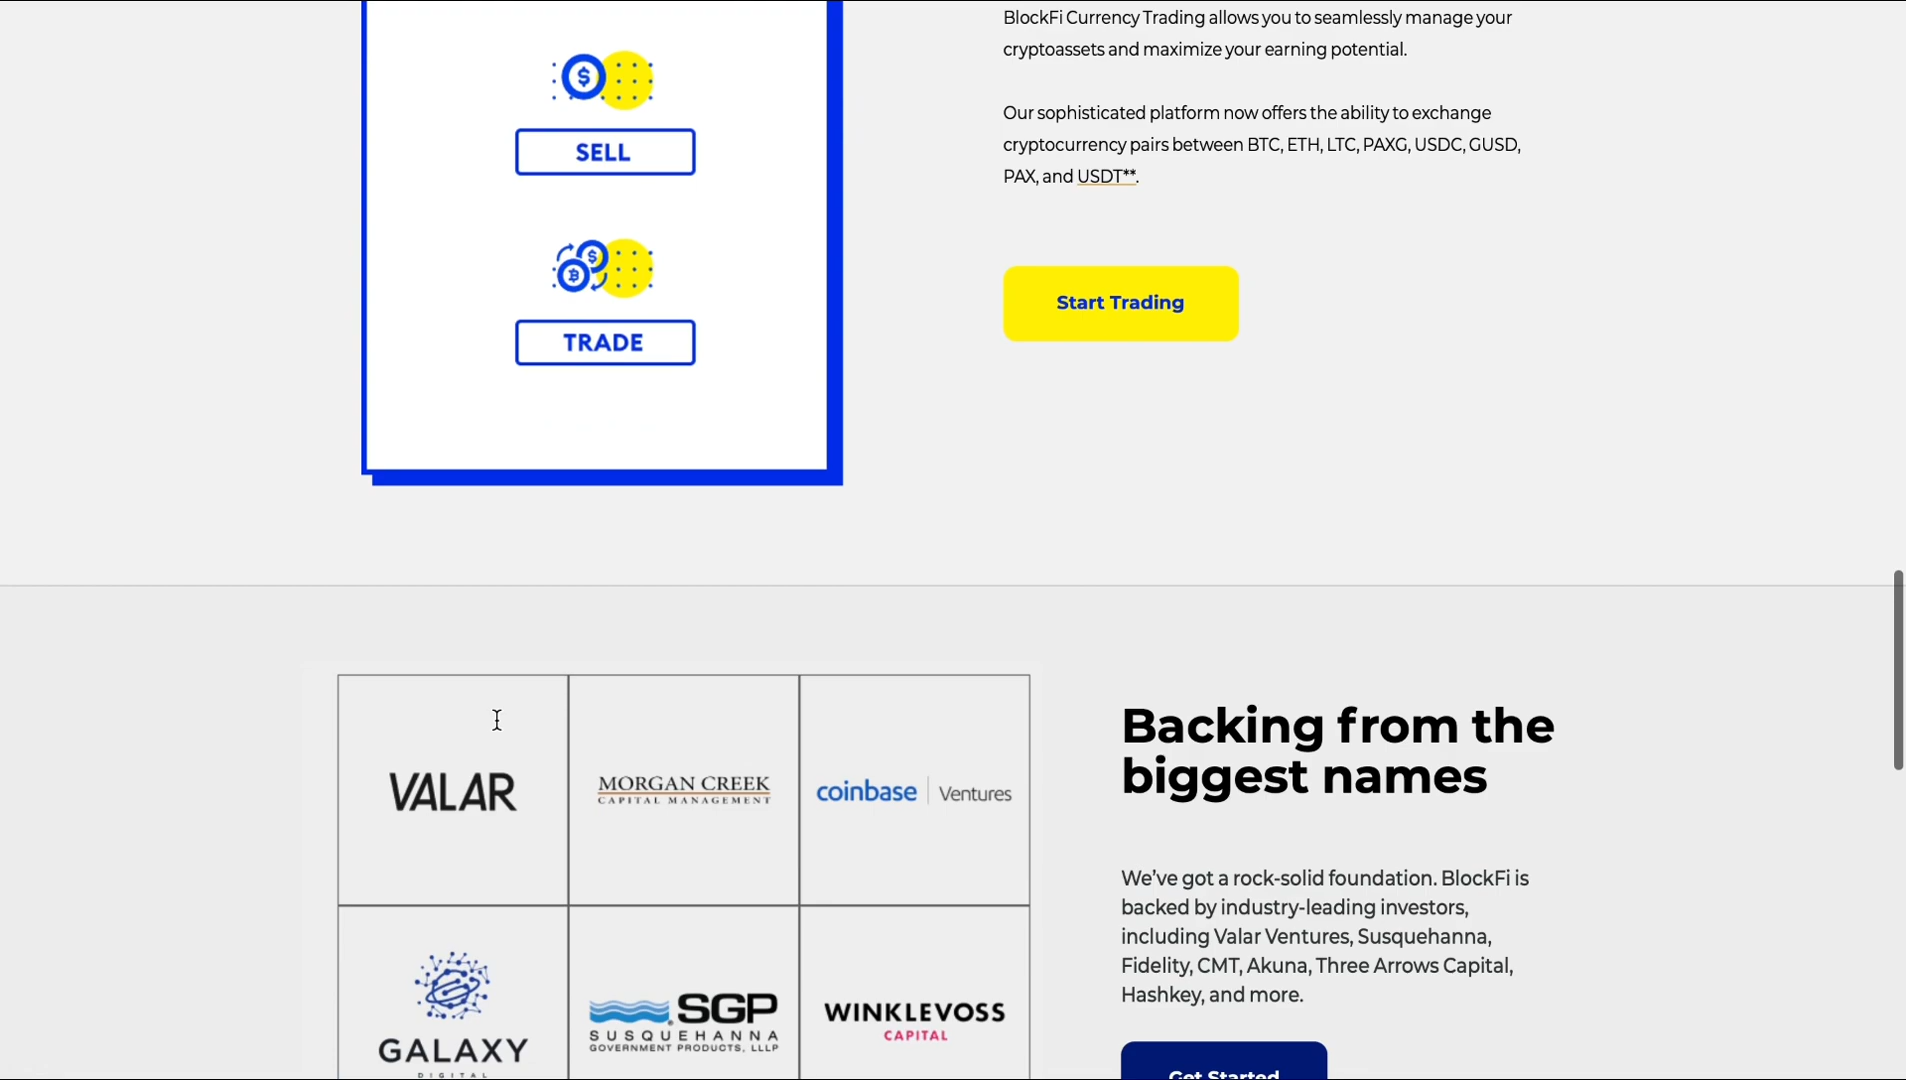 BlockFi Currency Trading allows you to seamlessly manage your
cryptoassets and maximize your earning potential.
Our sophisticated platform now offers the ability to exchange
cryptocurrency pairs between BTC, ETH, LTC, PAXG, USDC, GUSD,
PAX, and USDT**.
SELL
TRADE
Start Trading
VALAR
MORGAN CREEK
CAPITAL MANAGEMENT
coinbase | Ventures
GALAXY
DIGITAL
SGP
SUSQUEHANNA
GOVERNMENT PRODUCTS, LLLP
WINKLEVOSS
CAPITAL
Backing from the
biggest names
We’ve got a rock-solid foundation. BlockFi is
backed by industry-leading investors,
including Valar Ventures, Susquehanna,
Fidelity, CMT, Akuna, Three Arrows Capital,
Hashkey, and more.
Get Started